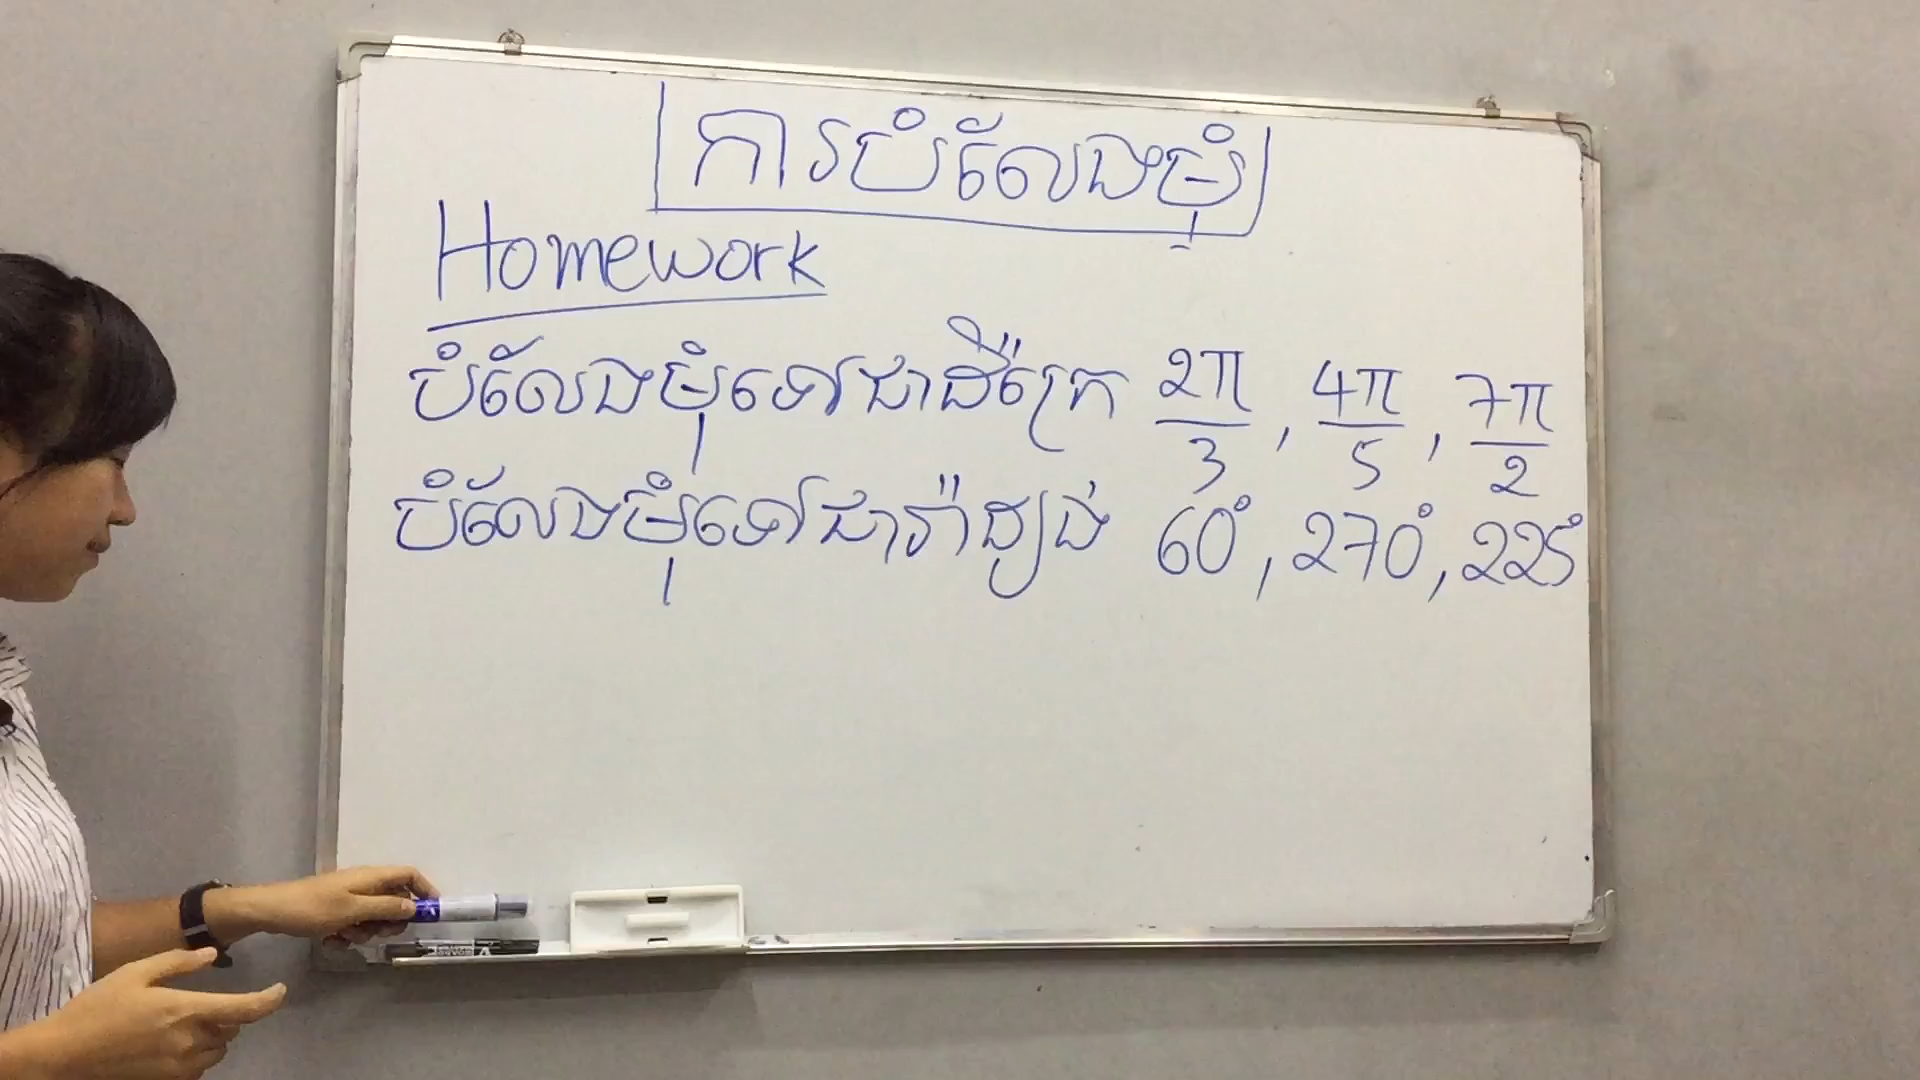 ការបំលែងមុំ
Homework
បំលែងមុំទៅជាដឺក្រេ 2π/3 , 4π/5 , 7π/2
បំលែងមុំទៅជារ៉ាដ្យង់ 60°, 270°, 225°